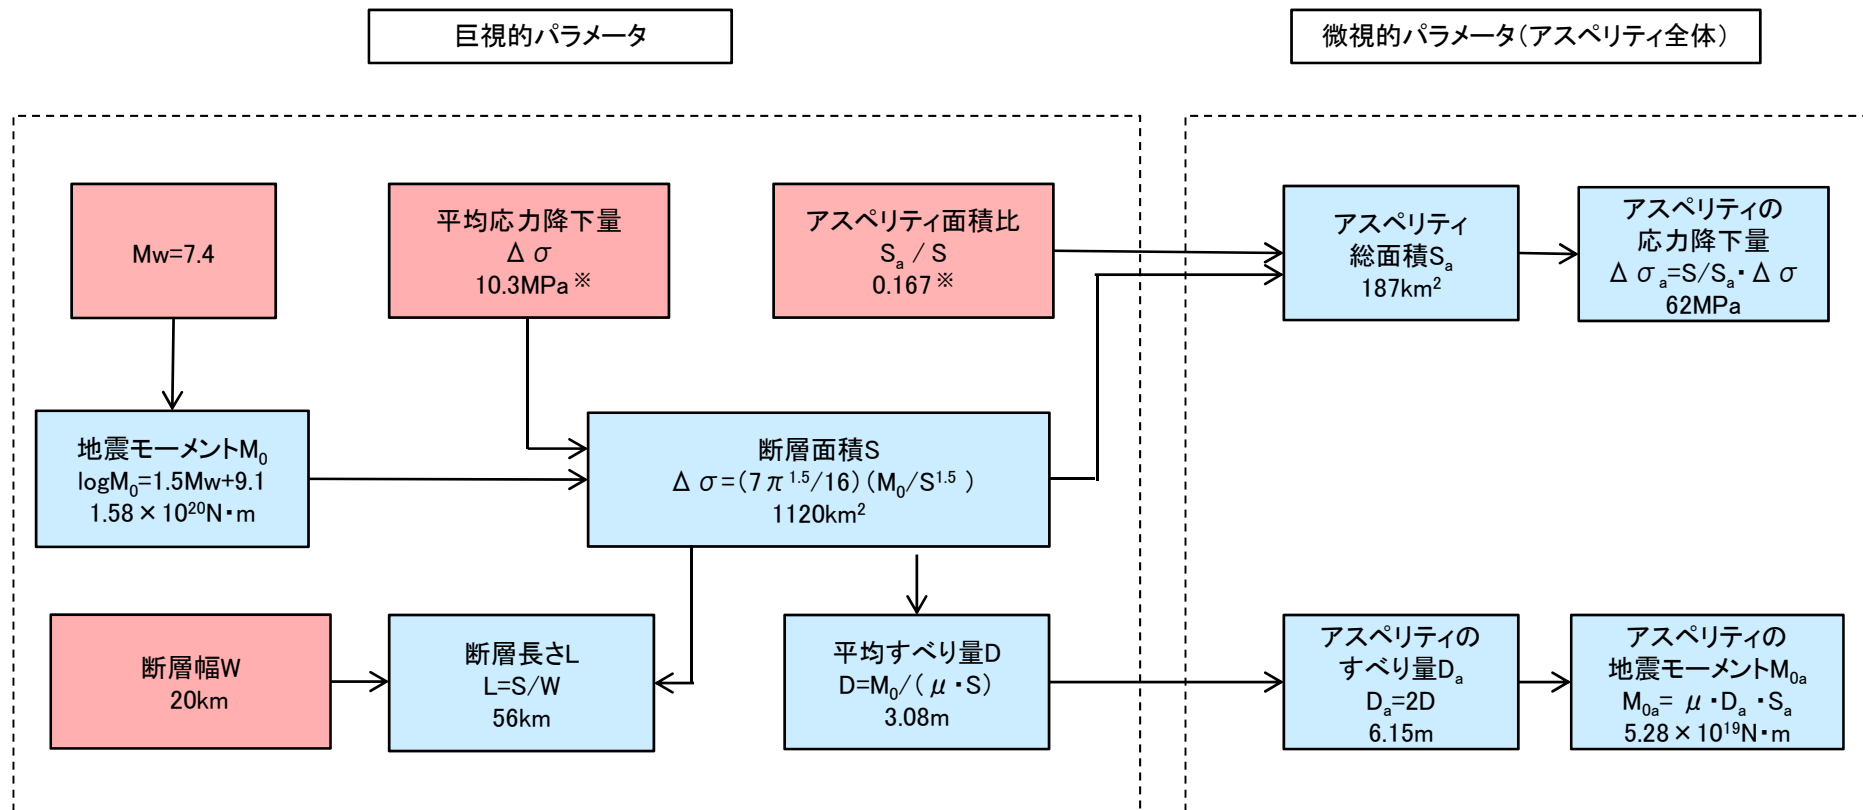 巨視的パラメータ
微視的パラメータ(アスペリティ全体)
Mw=7.4
平均応力降下量
Δσ
10.3MPa※
アスペリティ面積比
Sa / S
0.167※
アスペリティ
総面積Sa
187km²
アスペリティの
応力降下量
Δσa=S/Sa・Δσ
62MPa
地震モーメントM₀
logM₀=1.5Mw+9.1
1.58×10²⁰N・m
断層面積S
Δσ=(7π¹·⁵/16)(M₀/S¹·⁵)
1120km²
断層幅W
20km
断層長さL
L=S/W
56km
平均すべり量D
D=M₀/(μ・S)
3.08m
アスペリティの
すべり量Da
Da=2D
6.15m
アスペリティの
地震モーメントM₀a
M₀a= μ・Da・Sa
5.28×10¹⁹N・m